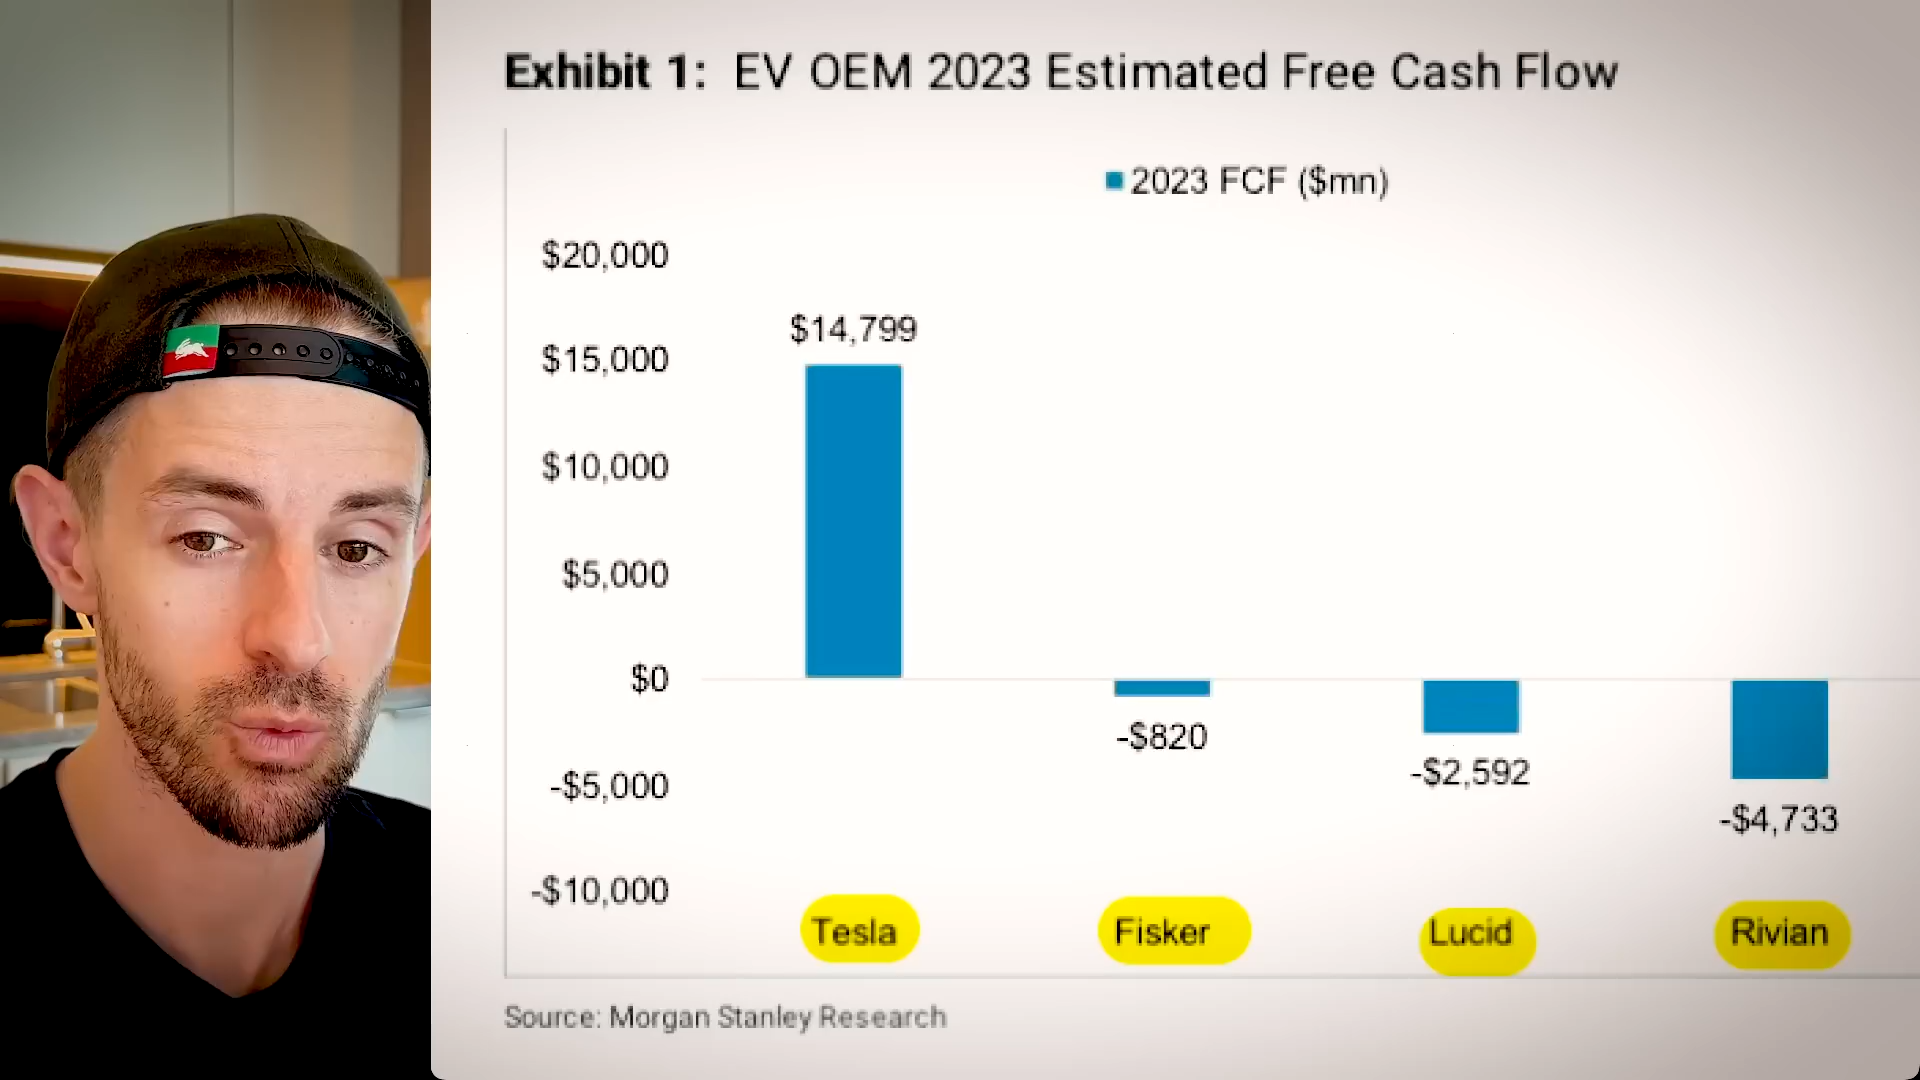 Exhibit 1: EV OEM 2023 Estimated Free Cash Flow
2023 FCF ($mn)
$20,000
$14,799
$15,000
$10,000
$5,000
$0
-$820
-$2,592
-$5,000
-$4,733
-$10,000
Tesla Fisker Lucid Rivian
Source: Morgan Stanley Research